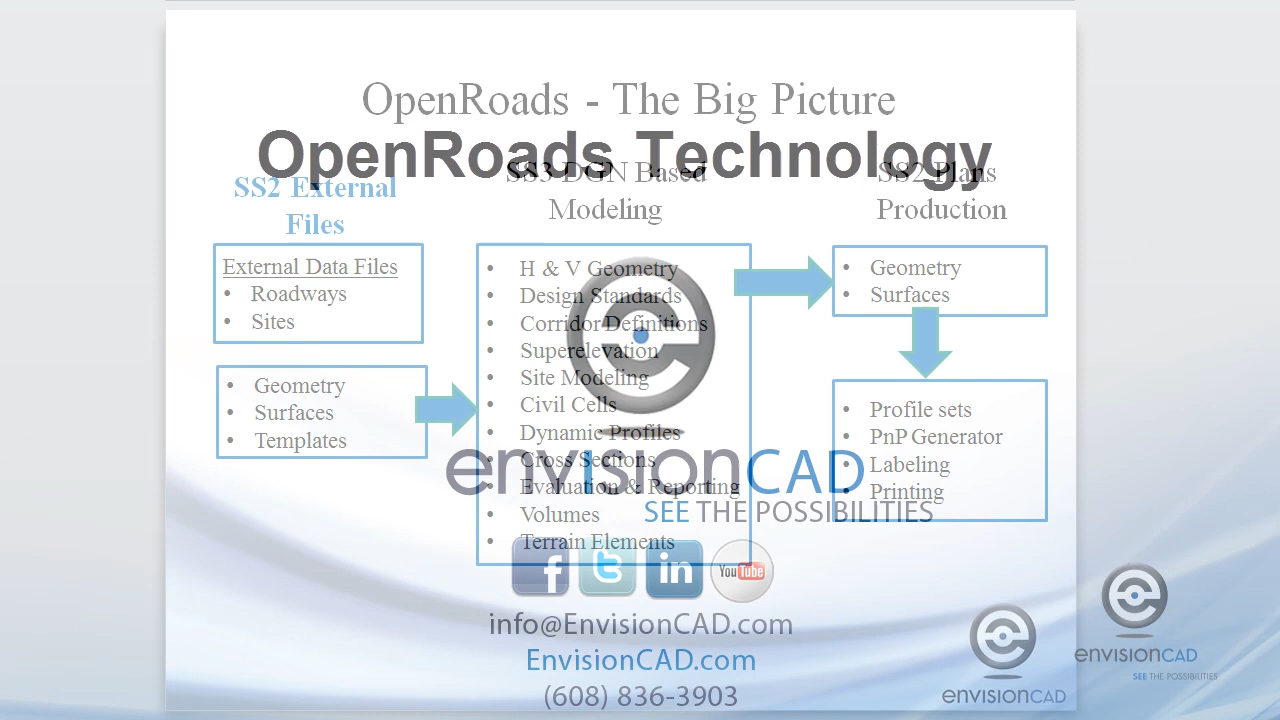 OpenRoads - The Big Picture
OpenRoads Technology
SS2 External
Files
External Data Files
• Roadways
• Sites
• Geometry
• Surfaces
• Templates
SS3 DGN Based
Modeling
• H & V Geometry
• Design Standards
• Corridor Definitions
• Superelevation
• Site Modeling
• Civil Cells
• Dynamic Profiles
• Cross Sections
• Evaluation & Reporting
• Volumes
• Terrain Elements
SS2 Plans
Production
• Geometry
• Surfaces
• Profile sets
• PnP Generator
• Labeling
• Printing
envisionCAD
SEE THE POSSIBILITIES
f
t
in
YouTube
info@EnvisionCAD.com
EnvisionCAD.com
(608) 836-3903
envisionCAD
envisionCAD
SEE THE POSSIBILITIES